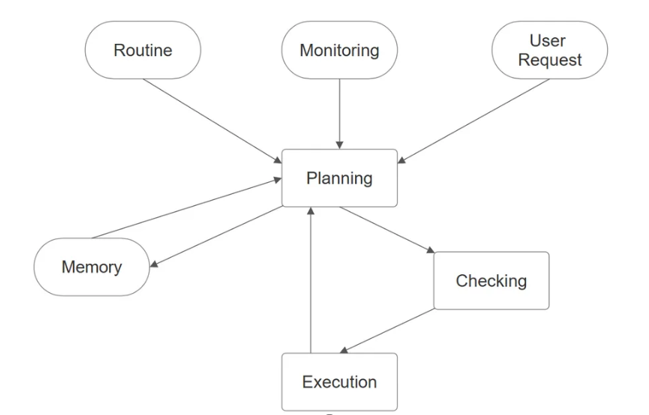 Routine
Monitoring
User
Request
Planning
Memory
Checking
Execution